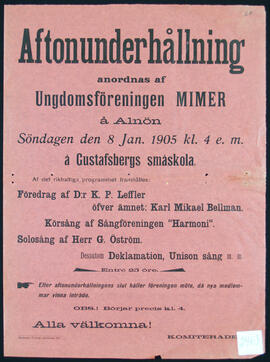 Aftonunderhållning
anordnas af
Ungdomsföreningen MIMER
å Alnön
Söndagen den 8 Jan. 1905 kl. 4 e. m.
å Gustafsbergs småskola.
Af det rikhaltiga programmet framhålles:
Föredrag af D:r K. P. Leffler
öfver ämnet: Karl Mikael Bellman.
Körsång af Sångföreningen "Harmoni".
Solosång af Herr G. Öström.
Dessutom Deklamation, Unison sång m. m.
Entré 25 öre.
Efter aftonunderhållningens slut håller föreningen möte, då nya medlem-
mar vinna inträde.
OBS.! Börjar precis kl. 4.
Alla välkomna!
KOMITERADE.